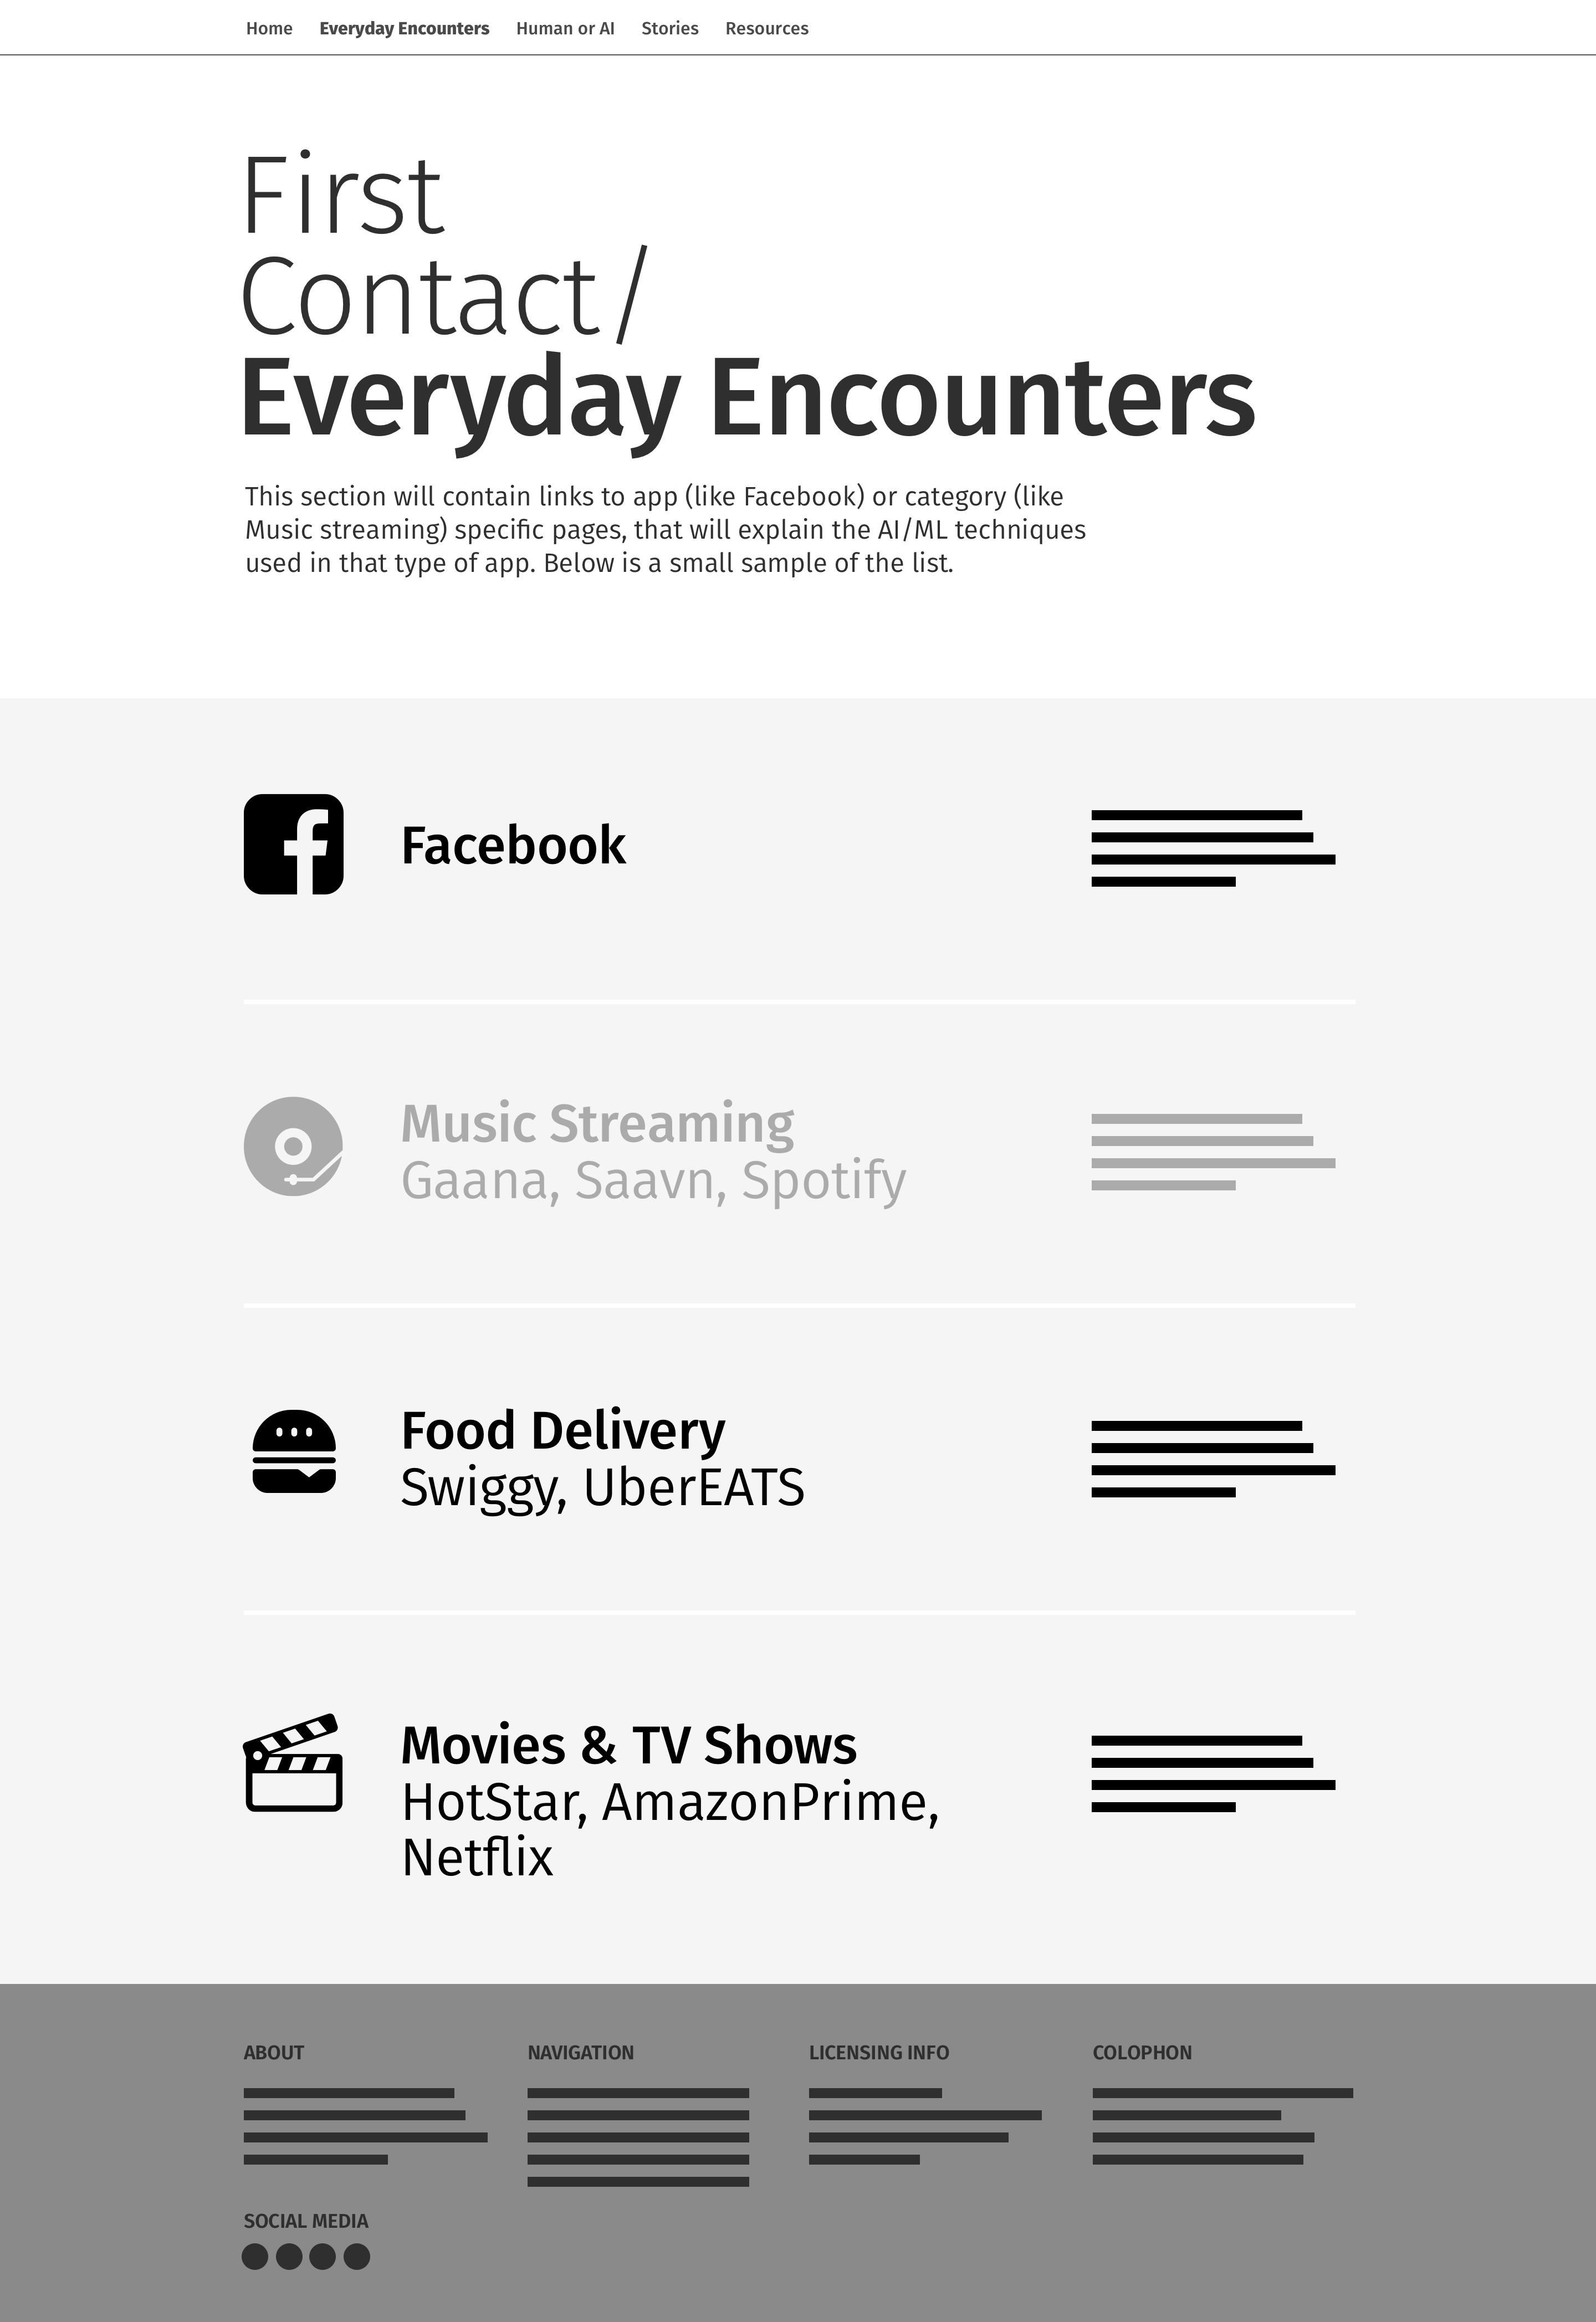 Home Everyday Encounters Human or AI Stories Resources
First
Contact/
Everyday Encounters
This section will contain links to app (like Facebook) or category (like
Music streaming) specific pages, that will explain the AI/ML techniques
used in that type of app. Below is a small sample of the list.
Facebook
Music Streaming
Gaana, Saavn, Spotify
Food Delivery
Swiggy, UberEATS
Movies & TV Shows
HotStar, AmazonPrime,
Netflix
ABOUT NAVIGATION LICENSING INFO COLOPHON
SOCIAL MEDIA